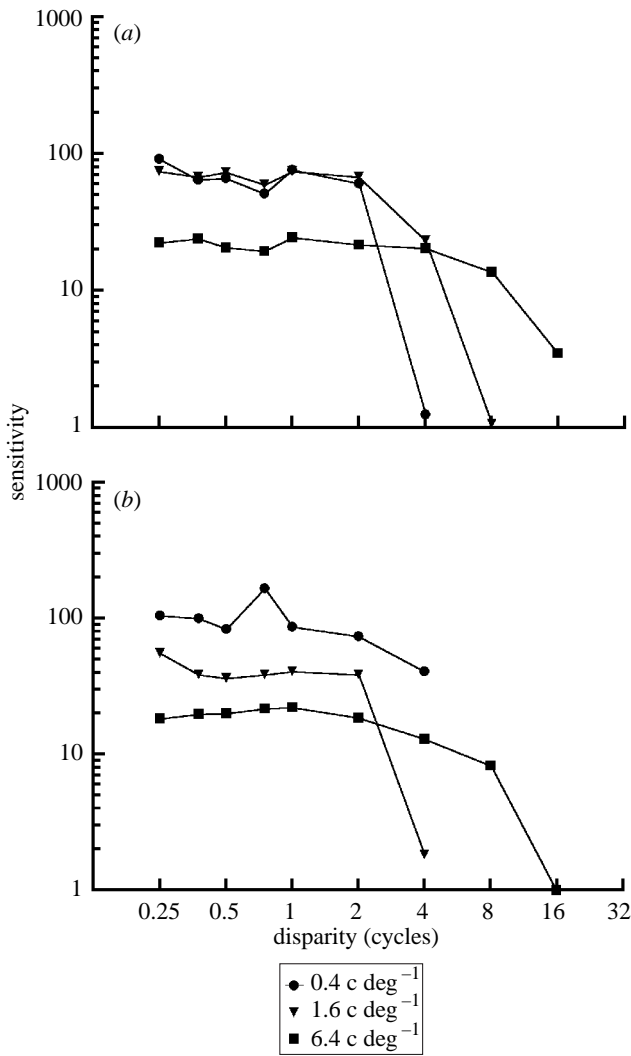 1000
(a)
100
10
1
sensitivity
1000
(b)
100
10
1
0.25 0.5 1 2 4 8 16 32
disparity (cycles)
0.4 c deg⁻¹
1.6 c deg⁻¹
6.4 c deg⁻¹